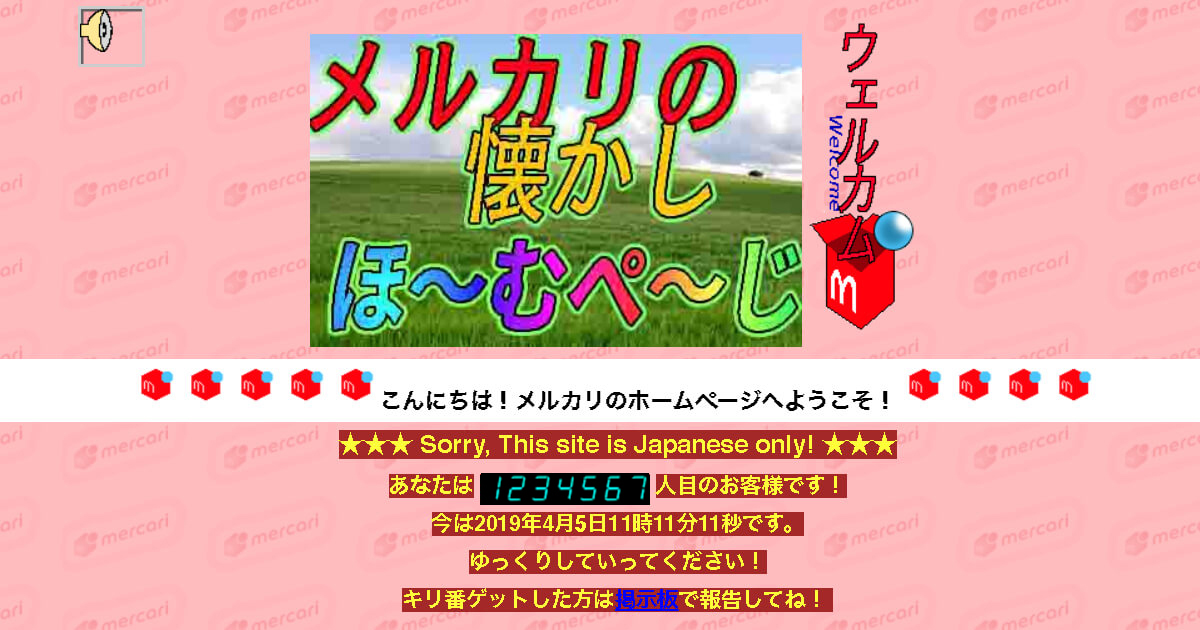 メルカリの
懐かし
ほ〜むぺ〜じ
ウェルカム
Welcome
m
こんにちは！メルカリのホームページへようこそ！
★★★ Sorry, This site is Japanese only! ★★★
あなたは 1234567 人目のお客様です！
今は2019年4月5日11時11分11秒です。
ゆっくりしていってください！
キリ番ゲットした方は掲示板で報告してね！
mercari